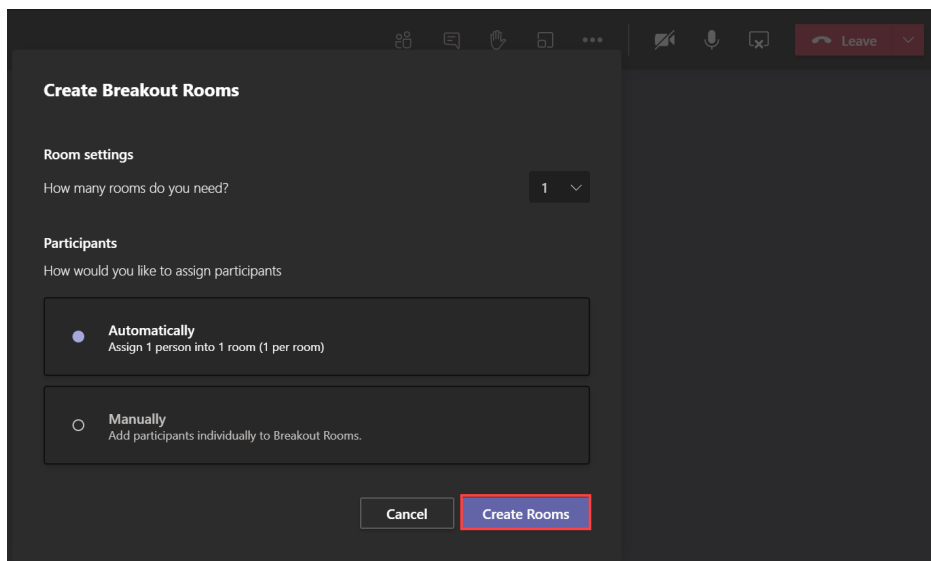 Leave
Create Breakout Rooms
Room settings
How many rooms do you need?
1
Participants
How would you like to assign participants
Automatically
Assign 1 person into 1 room (1 per room)
Manually
Add participants individually to Breakout Rooms.
Cancel
Create Rooms